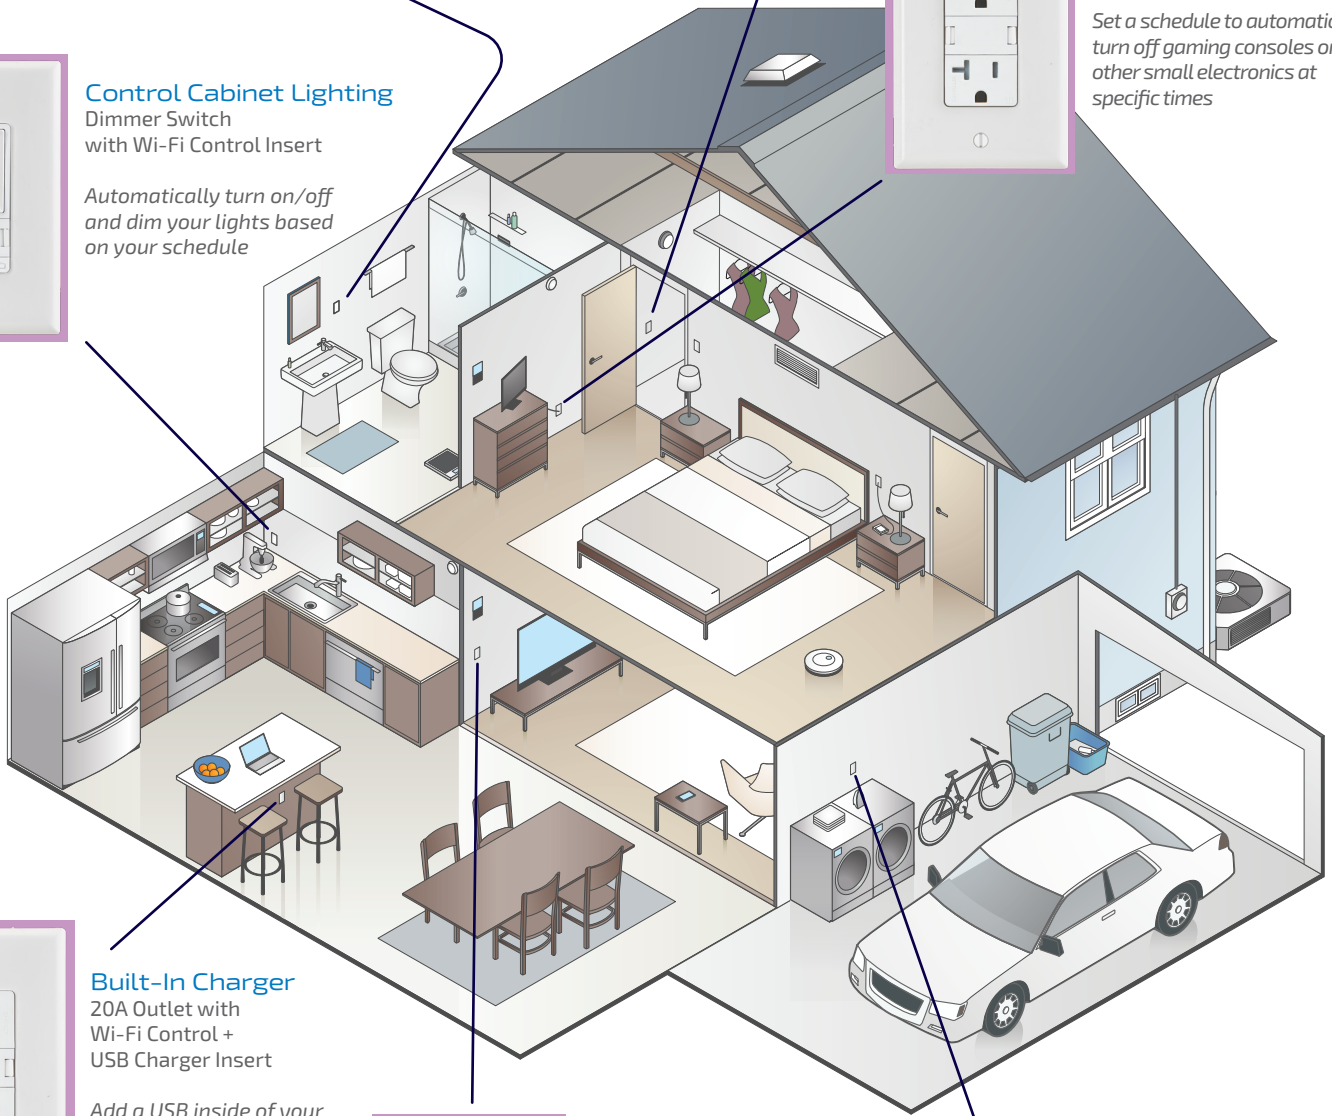 Set a schedule to automatic
turn off gaming consoles or
other small electronics at
specific times
Control Cabinet Lighting
Dimmer Switch
with Wi-Fi Control Insert
Automatically turn on/off
and dim your lights based
on your schedule
Built-In Charger
20A Outlet with
Wi-Fi Control +
USB Charger Insert
Add a USB inside of your